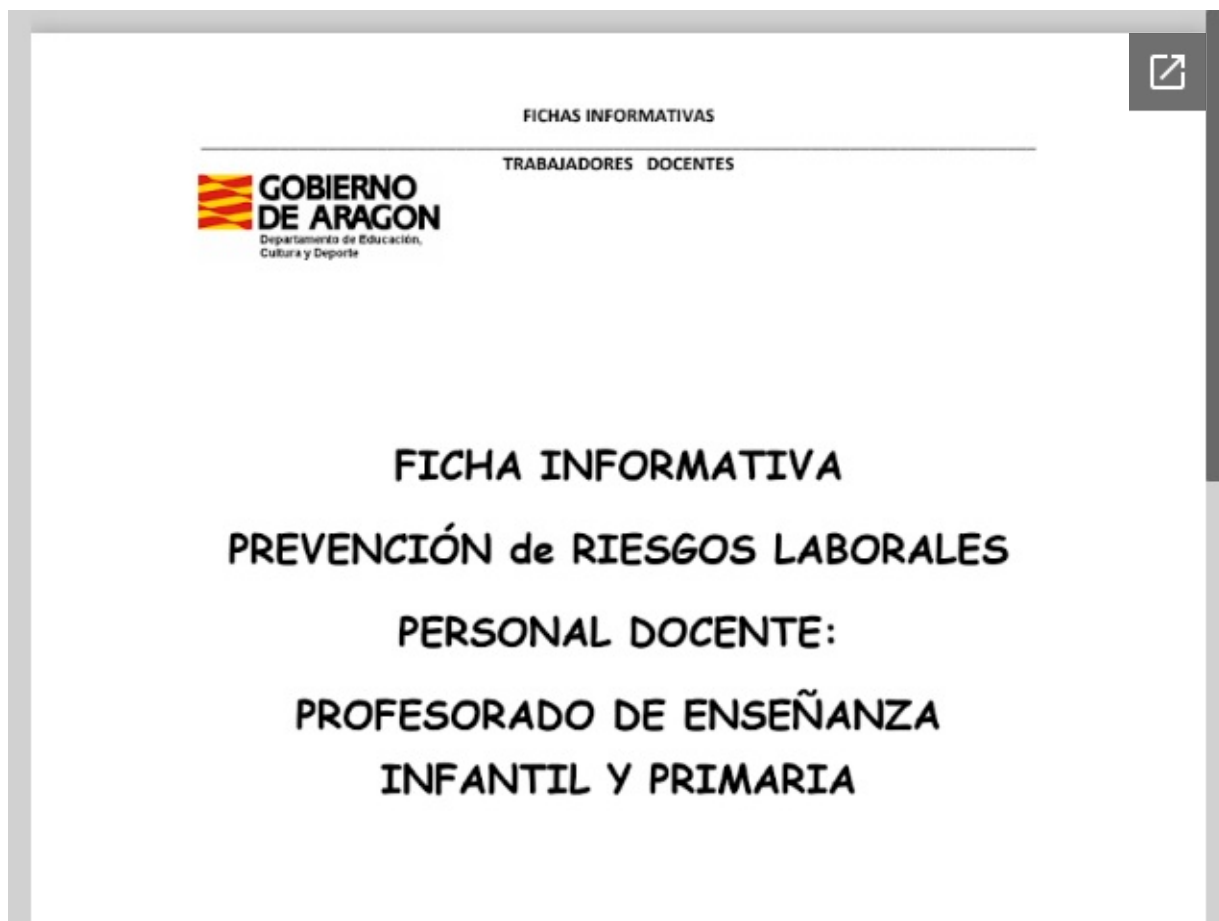 FICHAS INFORMATIVAS
TRABAJADORES DOCENTES
GOBIERNO
DE ARAGON
Departamento de Educación,
Cultura y Deporte
FICHA INFORMATIVA
PREVENCIÓN de RIESGOS LABORALES
PERSONAL DOCENTE:
PROFESORADO DE ENSEÑANZA
INFANTIL Y PRIMARIA